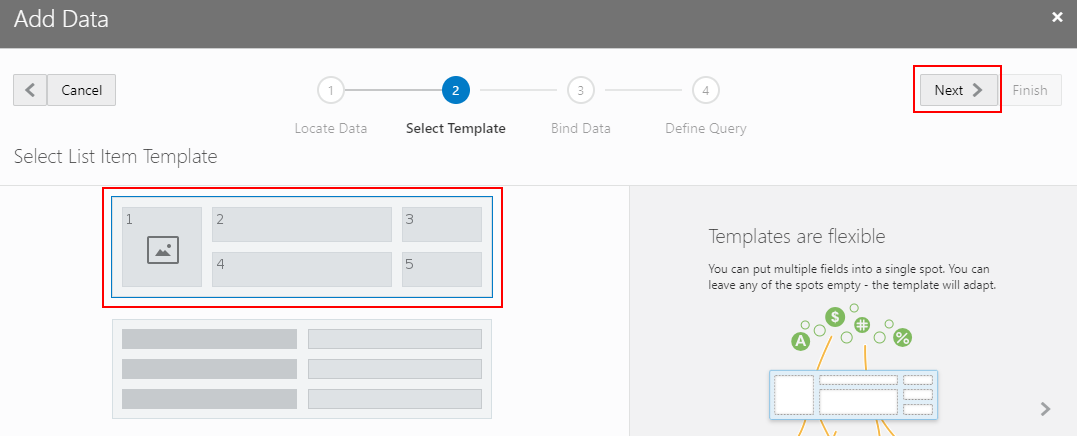 Add Data
×
Cancel
1
2
3
4
Next
Finish
Locate Data
Select Template
Bind Data
Define Query
Select List Item Template
1
2
3
4
5
Templates are flexible
You can put multiple fields into a single spot. You can
leave any of the spots empty - the template will adapt.
A
$
#
%